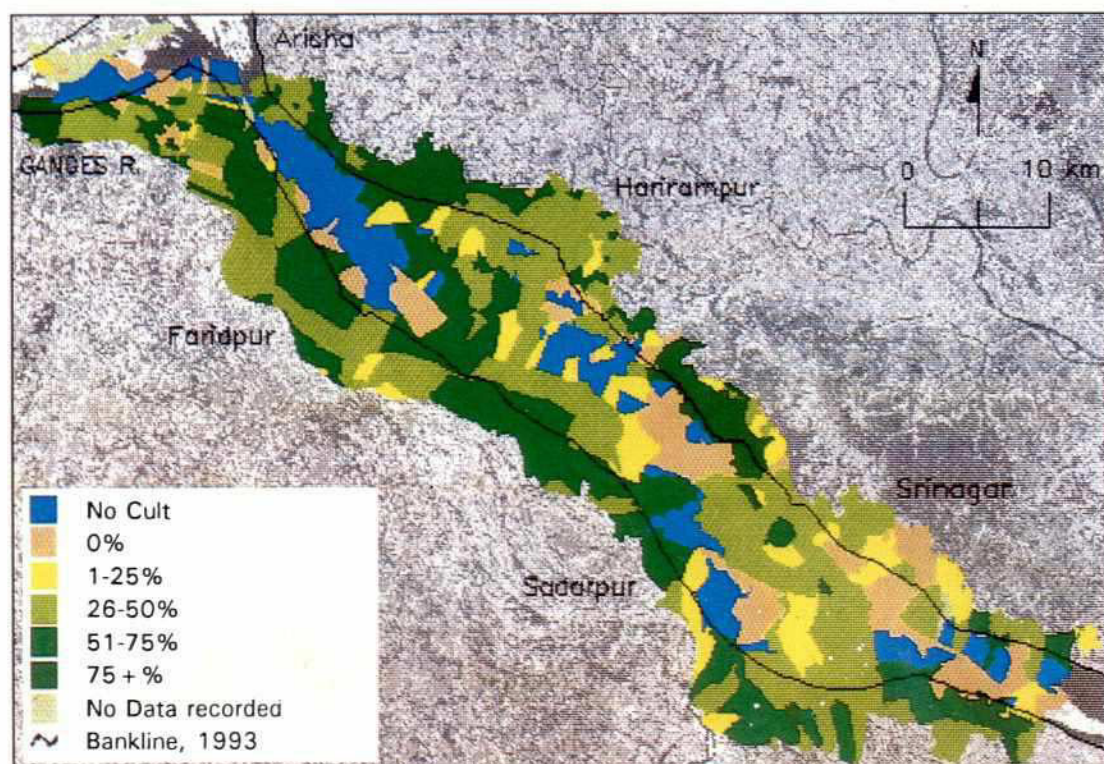 Arisha
N
GANGES R.
Harirampur
0 10 km
Faridpur
Srinagar
Sadarpur
No Cult
0%
1-25%
26-50%
51-75%
75+%
No Data recorded
Bankline, 1993